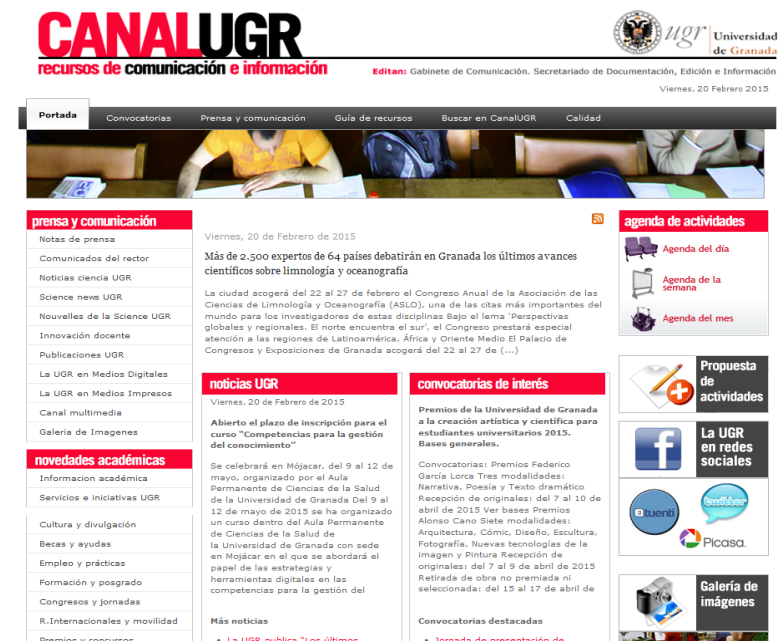 CANALUGR
recursos de comunicación e información
ugr
Universidad
de Granada
Editan: Gabinete de Comunicación. Secretariado de Documentación, Edición e Información
Viernes, 20 Febrero 2015
Portada
Convocatorias
Prensa y comunicación
Guía de recursos
Buscar en CanalUGR
Calidad
prensa y comunicación
Notas de prensa
Comunicados del rector
Noticias ciencia UGR
Science news UGR
Nouvelles de la Science UGR
Innovación docente
Publicaciones UGR
La UGR en Medios Digitales
La UGR en Medios Impresos
Canal multimedia
Galeria de Imagenes
novedades académicas
Informacion académica
Servicios e iniciativas UGR
Cultura y divulgación
Becas y ayudas
Empleo y prácticas
Formación y posgrado
Congresos y jornadas
R.Internacionales y movilidad
Premios y concursos
Viernes, 20 de Febrero de 2015
Más de 2.500 expertos de 64 países debatirán en Granada los últimos avances
científicos sobre limnología y oceanografía
La ciudad acogerá del 22 al 27 de febrero el Congreso Anual de la Asociación de las
Ciencias de Limnología y Oceanografía (ASLO), una de las citas más importantes del
mundo para los investigadores de estas disciplinas Bajo el lema 'Perspectivas
globales y regionales. El norte encuentra el sur', el Congreso prestará especial
atención a las regiones de Latinoamérica, África y Oriente Medio El Palacio de
Congresos y Exposiciones de Granada acogerá del 22 al 27 de (...)
noticias UGR
Viernes, 20 de Febrero de 2015
Abierto el plazo de inscripción para el
curso "Competencias para la gestión
del conocimiento"
Se celebrará en Mójacar, del 9 al 12 de
mayo, organizado por el Aula
Permanente de Ciencias de la Salud
de la Universidad de Granada Del 9 al
12 de mayo de 2015 se ha organizado
un curso dentro del Aula Permanente
de Ciencias de la Salud de
la Universidad de Granada con sede
en Mojácar en el que se abordará el
papel de las estrategias y
herramientas digitales en las
competencias para la gestión del
Más noticias
La UGR publica "Los últimos
convocatorias de interés
Premios de la Universidad de Granada
a la creación artística y científica para
estudiantes universitarios 2015.
Bases generales.
Convocatorias: Premios Federico
García Lorca Tres modalidades:
Narrativa, Poesía y Texto dramático
Recepción de originales: del 7 al 10 de
abril de 2015 Ver bases Premios
Alonso Cano Siete modalidades:
Arquitectura, Cómic, Diseño, Escultura,
Fotografía, Nuevas tecnologías de la
imagen y Pintura Recepción de
originales: del 7 al 9 de abril de 2015
Retirada de obra no premiada ni
seleccionada: del 15 al 17 de abril de
Convocatorias destacadas
Jornada de presentación de
agenda de actividades
Agenda del día
Agenda de la
semana
Agenda del mes
Propuesta
de
actividades
La UGR
en redes
sociales
tuenti
twitter
Picasa
Galería de
imágenes